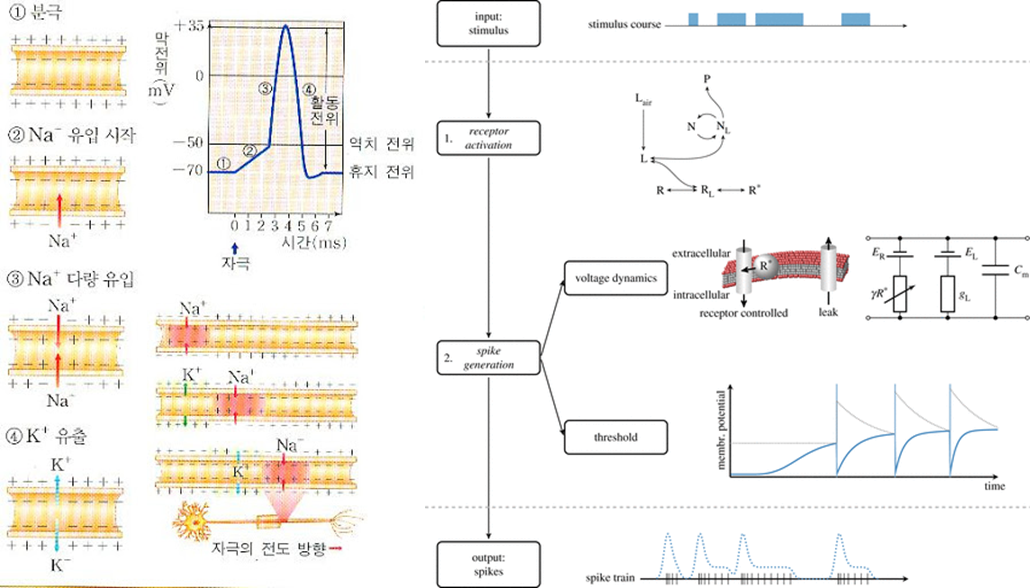 ① 분극
② Na⁻ 유입 시작
Na⁺
③ Na⁺ 다량 유입
Na⁺
Na⁻
④ K⁺ 유출
K⁺
K⁻
막전위(mV)
+35
0
-50
-70
①
②
③
④
활동 전위
역치 전위
휴지 전위
0 1 2 3 4 5 6 7
시간(ms)
자극
Na⁺
K⁺
Na⁺
Na⁻
K⁺
자극의 전도 방향
input:
stimulus
stimulus course
1. receptor
activation
P
L_air
N
N_L
L
R
R_L
R*
2. spike
generation
voltage dynamics
extracellular
R*
intracellular
receptor controlled
leak
E_R
E_L
C_m
γR*
g_L
threshold
membr. potential
time
output:
spikes
spike train